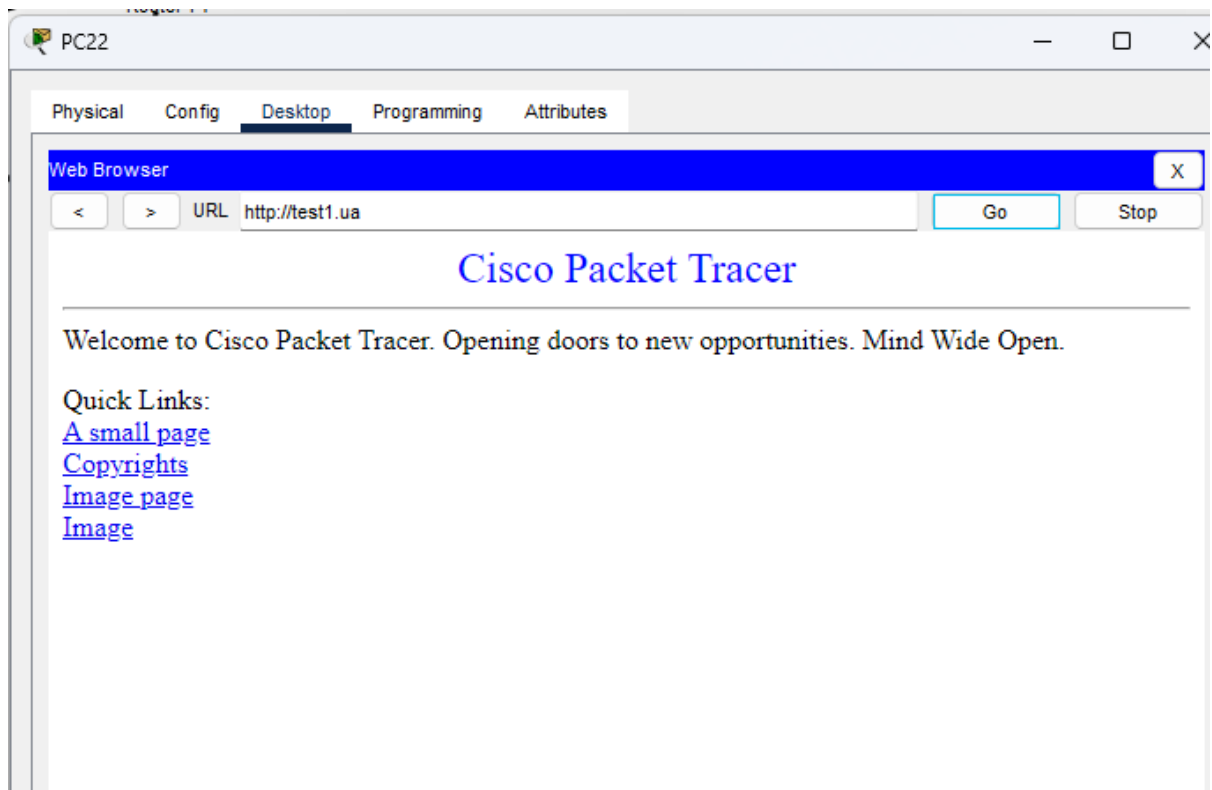 PC22
Physical Config Desktop Programming Attributes
Web Browser X
< > URL http://test1.ua Go Stop
Cisco Packet Tracer
Welcome to Cisco Packet Tracer. Opening doors to new opportunities. Mind Wide Open.
Quick Links:
A small page
Copyrights
Image page
Image